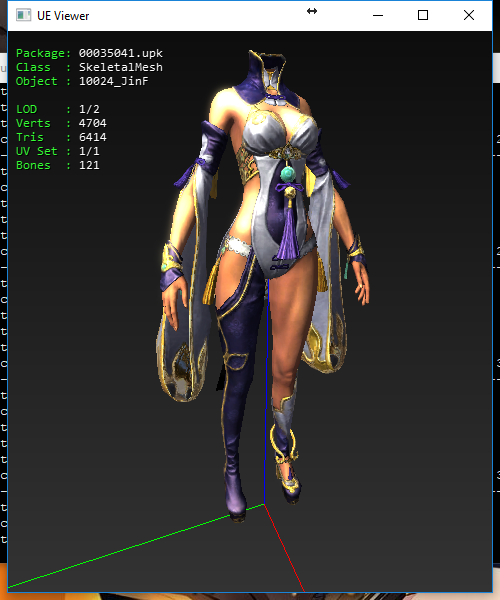 UE Viewer
Package: 00035041.upk
Class : SkeletalMesh
Object : 10024_JinF
LOD : 1/2
Verts : 4704
Tris : 6414
UV Set : 1/1
Bones : 121